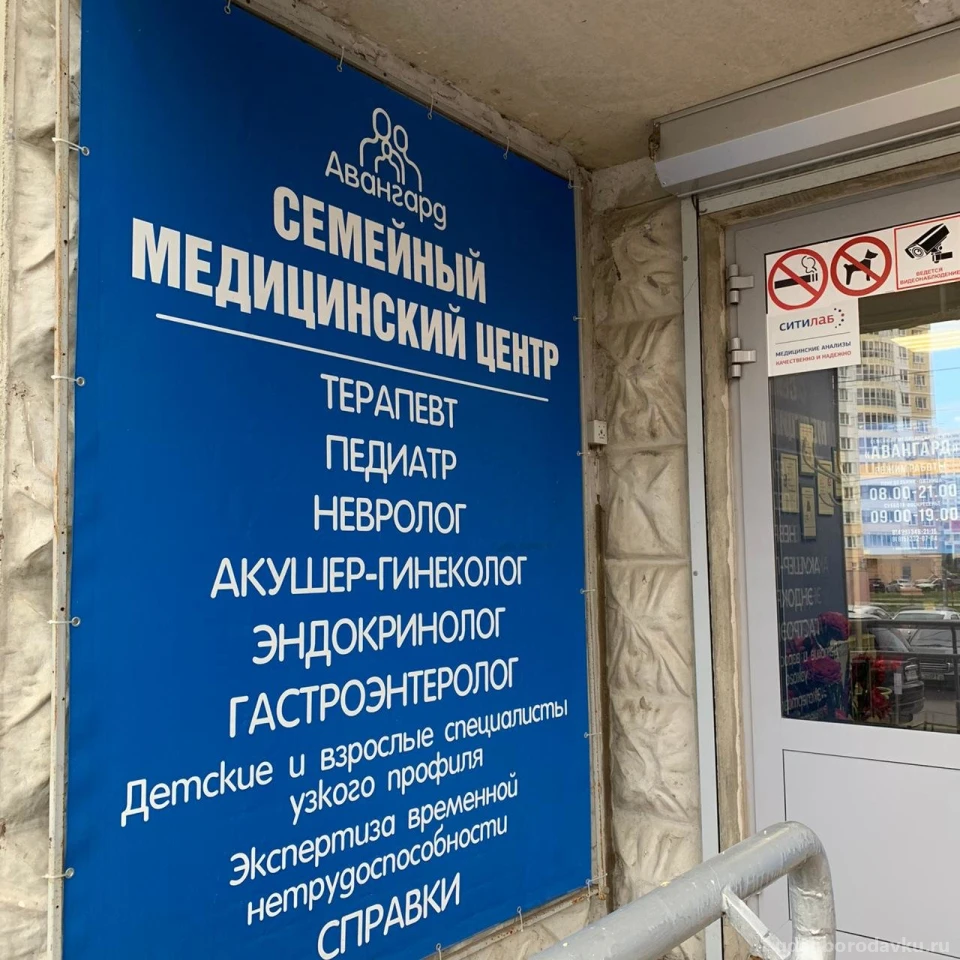 Авангард
СЕМЕЙНЫЙ
МЕДИЦИНСКИЙ ЦЕНТР
ТЕРАПЕВТ
ПЕДИАТР
НЕВРОЛОГ
АКУШЕР-ГИНЕКОЛОГ
ЭНДОКРИНОЛОГ
ГАСТРОЭНТЕРОЛОГ
Детские и взрослые специалисты
узкого профиля
Экспертиза временной
нетрудоспособности
СПРАВКИ
ВЕДЕТСЯ
ВИДЕОНАБЛЮДЕНИЕ
СИТИЛАБ
МЕДИЦИНСКИЕ АНАЛИЗЫ
КАЧЕСТВЕННО И НАДЕЖНО
«АВАНГАРД»
08.00-21.00
09.00-19.00